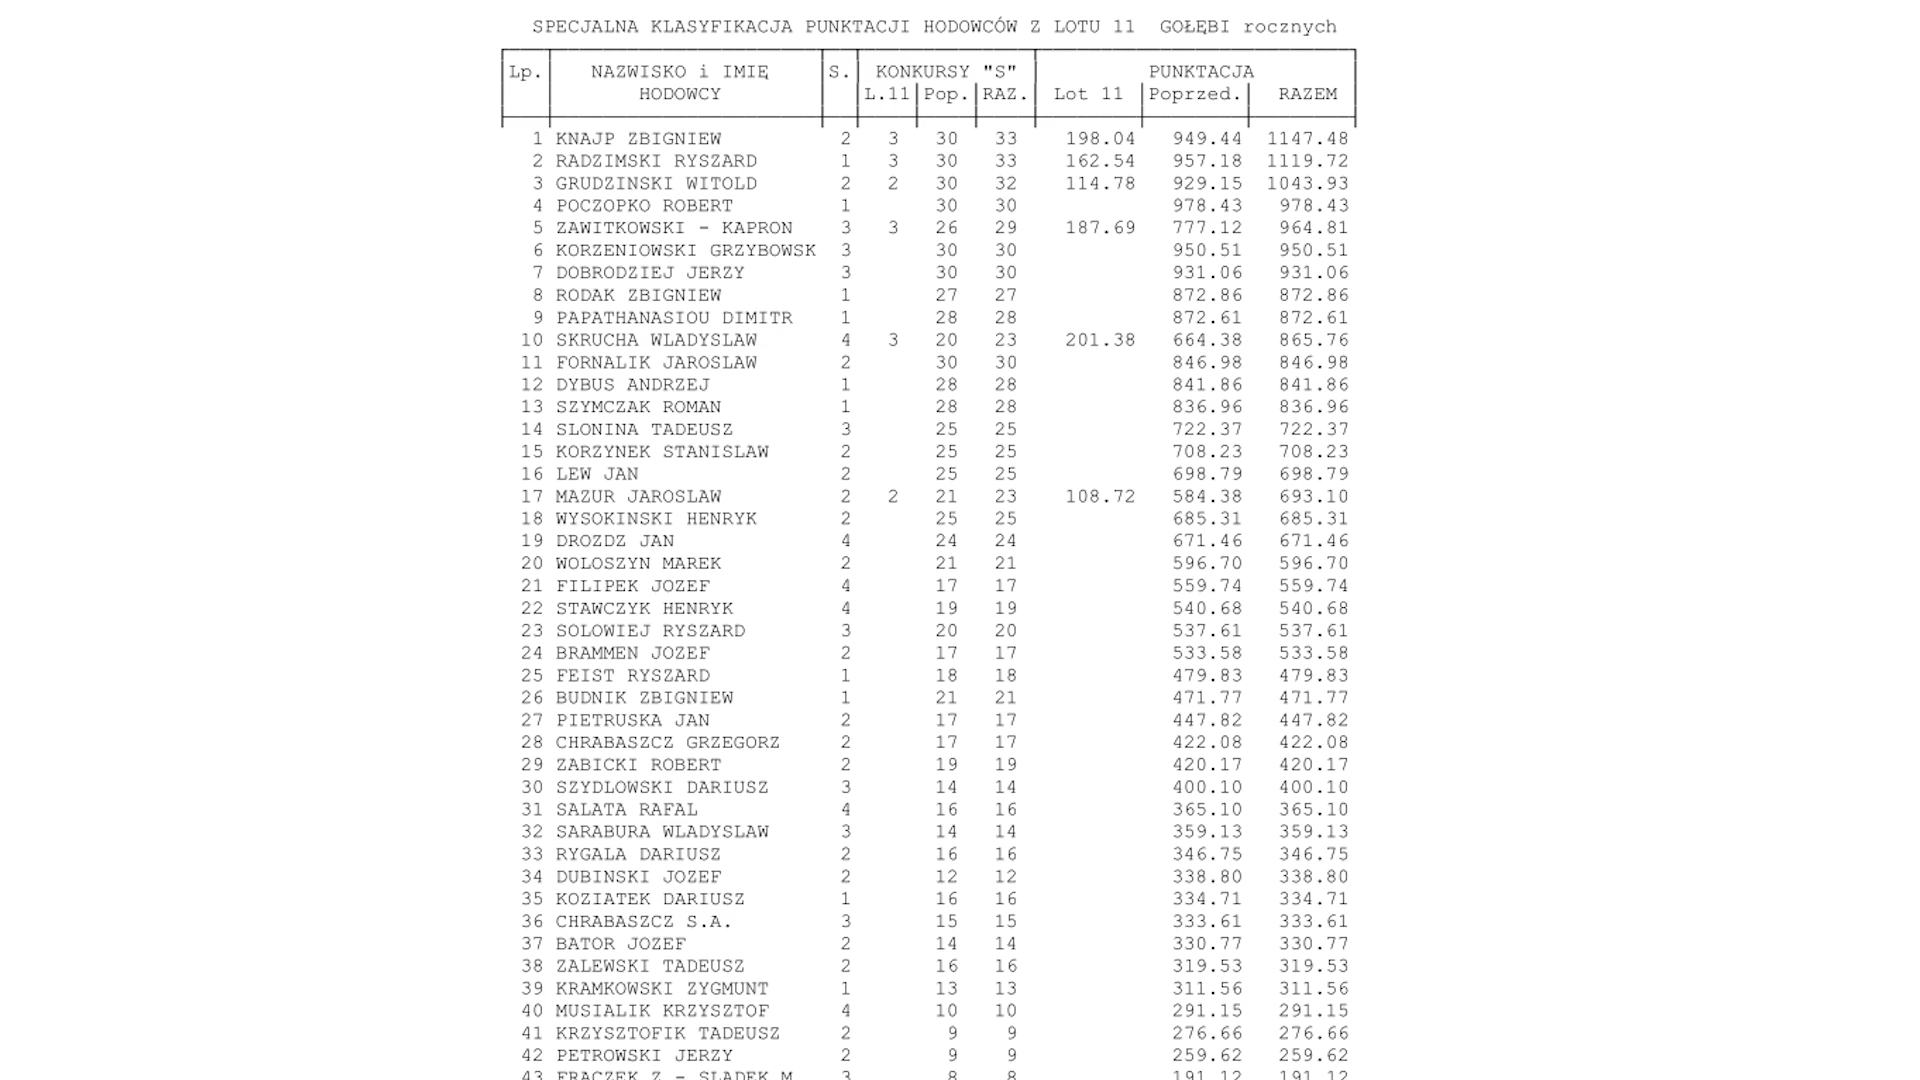 SPECJALNA KLASYFIKACJA PUNKTACJI HODOWCÓW Z LOTU 11 GOŁĘBI rocznych
Lp. NAZWISKO i IMIĘ S. KONKURSY "S" PUNKTACJA
HODOWCY L.11 Pop. RAZ. Lot 11 Poprzed. RAZEM
1 KNAJP ZBIGNIEW 2 3 30 33 198.04 949.44 1147.48
2 RADZIMSKI RYSZARD 1 3 30 33 162.54 957.18 1119.72
3 GRUDZINSKI WITOLD 2 2 30 32 114.78 929.15 1043.93
4 POCZOPKO ROBERT 1 30 30 978.43 978.43
5 ZAWITKOWSKI - KAPRON 3 3 26 29 187.69 777.12 964.81
6 KORZENIOWSKI GRZYBOWSK 3 30 30 950.51 950.51
7 DOBRODZIEJ JERZY 3 30 30 931.06 931.06
8 RODAK ZBIGNIEW 1 27 27 872.86 872.86
9 PAPATHANASIOU DIMITR 1 28 28 872.61 872.61
10 SKRUCHA WLADYSLAW 4 3 20 23 201.38 664.38 865.76
11 FORNALIK JAROSLAW 2 30 30 846.98 846.98
12 DYBUS ANDRZEJ 1 28 28 841.86 841.86
13 SZYMCZAK ROMAN 1 28 28 836.96 836.96
14 SLONINA TADEUSZ 3 25 25 722.37 722.37
15 KORZYNEK STANISLAW 2 25 25 708.23 708.23
16 LEW JAN 2 25 25 698.79 698.79
17 MAZUR JAROSLAW 2 2 21 23 108.72 584.38 693.10
18 WYSOKINSKI HENRYK 2 25 25 685.31 685.31
19 DROZDZ JAN 4 24 24 671.46 671.46
20 WOLOSZYN MAREK 2 21 21 596.70 596.70
21 FILIPEK JOZEF 4 17 17 559.74 559.74
22 STAWCZYK HENRYK 4 19 19 540.68 540.68
23 SOLOWIEJ RYSZARD 3 20 20 537.61 537.61
24 BRAMMEN JOZEF 2 17 17 533.58 533.58
25 FEIST RYSZARD 1 18 18 479.83 479.83
26 BUDNIK ZBIGNIEW 1 21 21 471.77 471.77
27 PIETRUSKA JAN 2 17 17 447.82 447.82
28 CHRABASZCZ GRZEGORZ 2 17 17 422.08 422.08
29 ZABICKI ROBERT 2 19 19 420.17 420.17
30 SZYDLOWSKI DARIUSZ 3 14 14 400.10 400.10
31 SALATA RAFAL 4 16 16 365.10 365.10
32 SARABURA WLADYSLAW 3 14 14 359.13 359.13
33 RYGALA DARIUSZ 2 16 16 346.75 346.75
34 DUBINSKI JOZEF 2 12 12 338.80 338.80
35 KOZIATEK DARIUSZ 1 16 16 334.71 334.71
36 CHRABASZCZ S.A. 3 15 15 333.61 333.61
37 BATOR JOZEF 2 14 14 330.77 330.77
38 ZALEWSKI TADEUSZ 2 16 16 319.53 319.53
39 KRAMKOWSKI ZYGMUNT 1 13 13 311.56 311.56
40 MUSIALIK KRZYSZTOF 4 10 10 291.15 291.15
41 KRZYSZTOFIK TADEUSZ 2 9 9 276.66 276.66
42 PETROWSKI JERZY 2 9 9 259.62 259.62
43 FRACZEK Z - SLADEK M 3 8 8 191.12 191.12